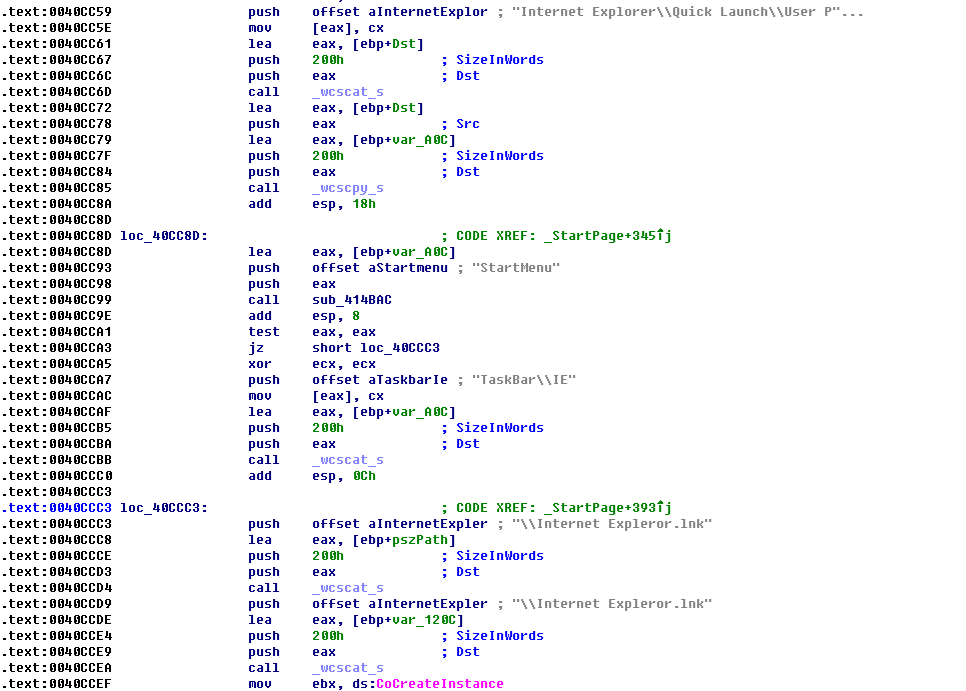 .text:0040CC59 push offset aInternetExplor ; "Internet Explorer\\Quick Launch\\User P"...
.text:0040CC5E mov [eax], cx
.text:0040CC61 lea eax, [ebp+Dst]
.text:0040CC67 push 200h ; SizeInWords
.text:0040CC6C push eax ; Dst
.text:0040CC6D call _wcscat_s
.text:0040CC72 lea eax, [ebp+Dst]
.text:0040CC78 push eax ; Src
.text:0040CC79 lea eax, [ebp+var_A0C]
.text:0040CC7F push 200h ; SizeInWords
.text:0040CC84 push eax ; Dst
.text:0040CC85 call _wcscpy_s
.text:0040CC8A add esp, 18h
.text:0040CC8D
.text:0040CC8D loc_40CC8D: ; CODE XREF: _StartPage+345↑j
.text:0040CC8D lea eax, [ebp+var_A0C]
.text:0040CC93 push offset aStartmenu ; "StartMenu"
.text:0040CC98 push eax
.text:0040CC99 call sub_414BAC
.text:0040CC9E add esp, 8
.text:0040CCA1 test eax, eax
.text:0040CCA3 jz short loc_40CCC3
.text:0040CCA5 xor ecx, ecx
.text:0040CCA7 push offset aTaskbarIe ; "TaskBar\\IE"
.text:0040CCAC mov [eax], cx
.text:0040CCAF lea eax, [ebp+var_A0C]
.text:0040CCB5 push 200h ; SizeInWords
.text:0040CCBA push eax ; Dst
.text:0040CCBB call _wcscat_s
.text:0040CCC0 add esp, 0Ch
.text:0040CCC3
.text:0040CCC3 loc_40CCC3: ; CODE XREF: _StartPage+393↑j
.text:0040CCC3 push offset aInternetExpler ; "\\Internet Expleror.lnk"
.text:0040CCC8 lea eax, [ebp+pszPath]
.text:0040CCCE push 200h ; SizeInWords
.text:0040CCD3 push eax ; Dst
.text:0040CCD4 call _wcscat_s
.text:0040CCD9 push offset aInternetExpler ; "\\Internet Expleror.lnk"
.text:0040CCDE lea eax, [ebp+var_120C]
.text:0040CCE4 push 200h ; SizeInWords
.text:0040CCE9 push eax ; Dst
.text:0040CCEA call _wcscat_s
.text:0040CCEF mov ebx, ds:CoCreateInstance